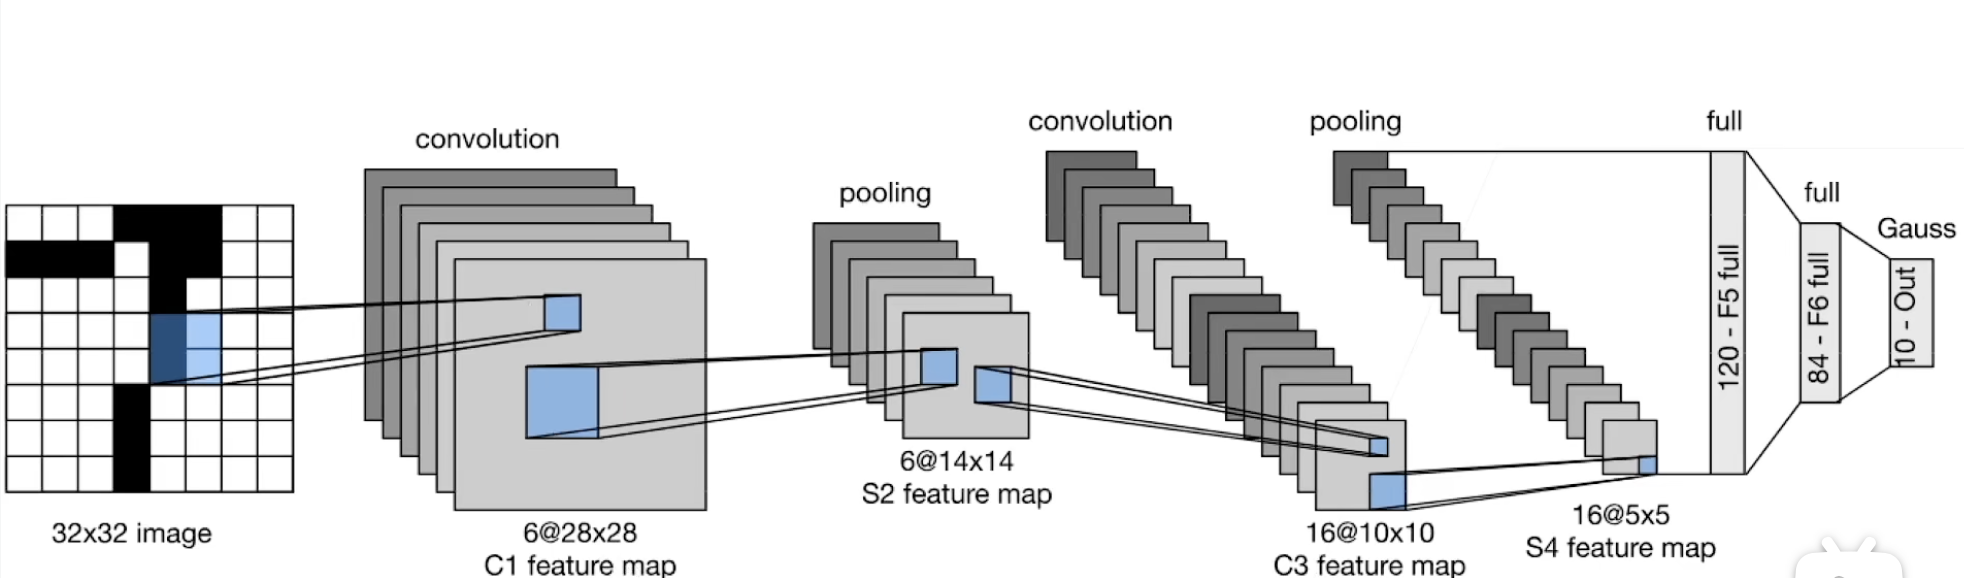 32x32 image
convolution
6@28x28
C1 feature map
pooling
6@14x14
S2 feature map
convolution
16@10x10
C3 feature map
pooling
16@5x5
S4 feature map
full
120 - F5 full
full
84 - F6 full
Gauss
10 - Out